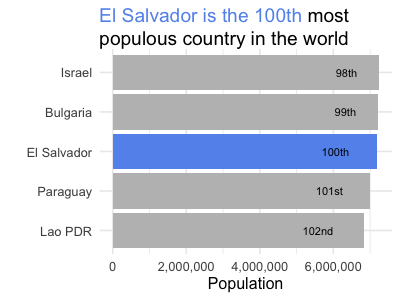 El Salvador is the 100th most
populous country in the world
Israel 98th
Bulgaria 99th
El Salvador 100th
Paraguay 101st
Lao PDR 102nd
0 2,000,000 4,000,000 6,000,000
Population